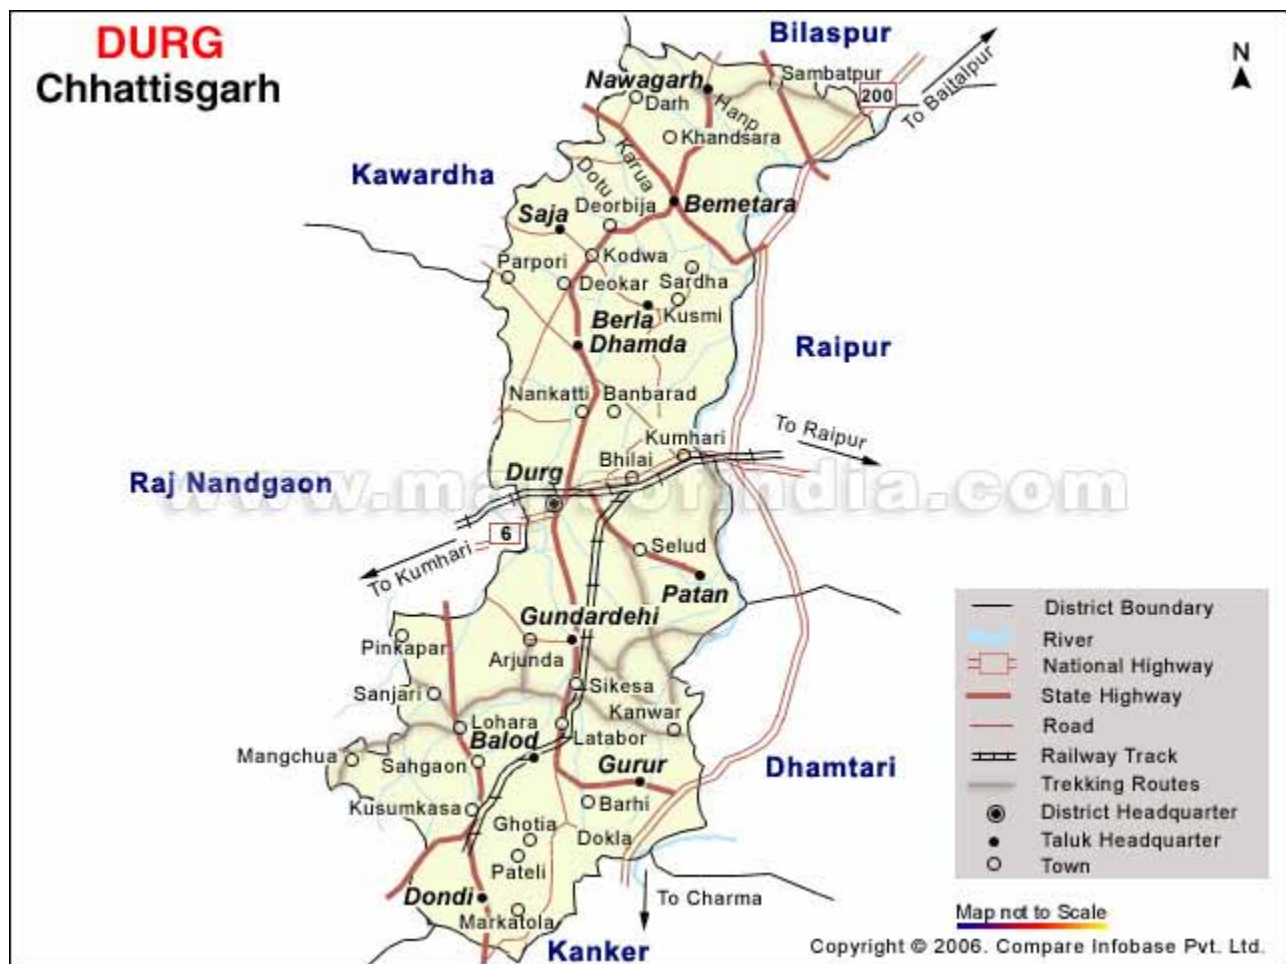 DURG
Chhattisgarh
Bilaspur
To Baitalpur
N
Sambatpur
200
Nawagarh
Darh
Hanp
Khandsara
Karua
Dotu
Kawardha
Bemetara
Deorbija
Saja
Kodwa
Parpori
Deokar
Sardha
Kusmi
Berla
Dhamda
Raipur
Nankatti
Banbarad
Kumhari
To Raipur
Bhilai
Durg
Raj Nandgaon
www.mapsofindia.com
6
To Kumhari
Selud
Patan
Gundardehi
Pinkapar
Arjunda
Sanjari
Sikesa
Kanwar
Lohara
Latabor
Balod
Mangchua
Sahgaon
Gurur
Dhamtari
Kusumkasa
Barhi
Ghotia
Dokla
Pateli
Dondi
Markatola
To Charma
Kanker
District Boundary
River
National Highway
State Highway
Road
Railway Track
Trekking Routes
District Headquarter
Taluk Headquarter
Town
Map not to Scale
Copyright © 2006. Compare Infobase Pvt. Ltd.